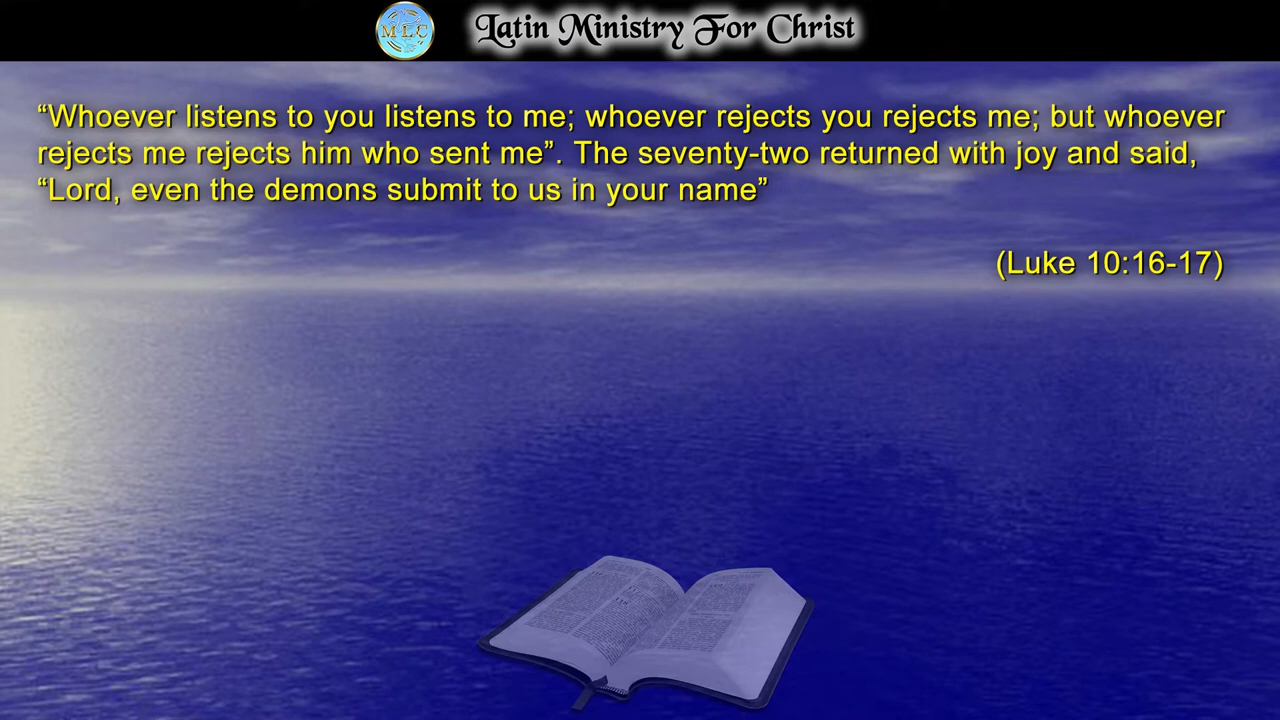 MLC
Latin Ministry For Christ
“Whoever listens to you listens to me; whoever rejects you rejects me; but whoever
rejects me rejects him who sent me”. The seventy-two returned with joy and said,
“Lord, even the demons submit to us in your name”
(Luke 10:16-17)